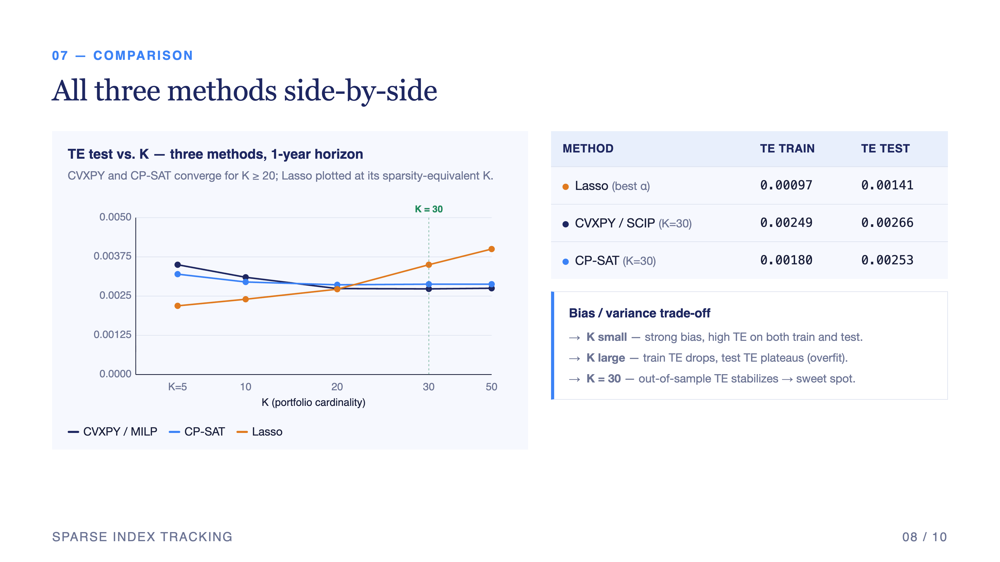 07 — COMPARISON
All three methods side-by-side
TE test vs. K — three methods, 1-year horizon
CVXPY and CP-SAT converge for K ≥ 20; Lasso plotted at its sparsity-equivalent K.
K = 30
0.0050
0.00375
0.0025
0.00125
0.0000
K=5 10 20 30 50
K (portfolio cardinality)
CVXPY / MILP CP-SAT Lasso
METHOD TE TRAIN TE TEST
Lasso (best α) 0.00097 0.00141
CVXPY / SCIP (K=30) 0.00249 0.00266
CP-SAT (K=30) 0.00180 0.00253
Bias / variance trade-off
→ K small — strong bias, high TE on both train and test.
→ K large — train TE drops, test TE plateaus (overfit).
→ K = 30 — out-of-sample TE stabilizes → sweet spot.
SPARSE INDEX TRACKING
08 / 10